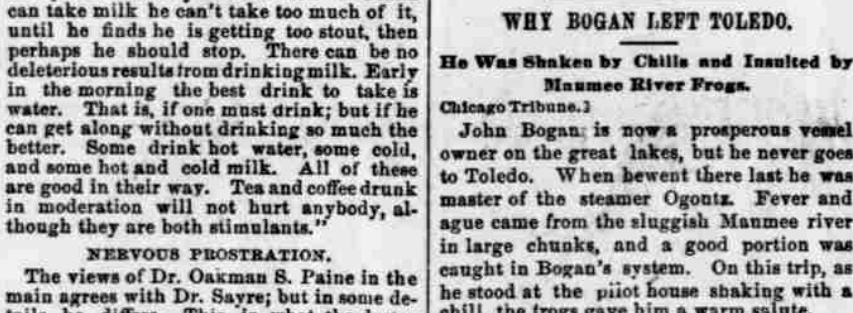 can take milk he can't take too much of it,
until he finds he is getting too stout, then
perhaps he should stop. There can be no
deleterious results from drinking milk. Early
in the morning the best drink to take is
water. That is, if one must drink; but if he
can get along without drinking so much the
better. Some drink hot water, some cold,
and some hot and cold milk. All of these
are good in their way. Tea and coffee drunk
in moderation will not hurt anybody, al-
though they are both stimulants."
NERVOUS PROSTRATION.
The views of Dr. Oakman S. Paine in the
main agrees with Dr. Sayre; but in some de-
WHY BOGAN LEFT TOLEDO.
He Was Shaken by Chills and Insulted by
Maumee River Frogs.
Chicago Tribune.]
John Bogan is now a prosperous vessel
owner on the great lakes, but he never goes
to Toledo. When hewent there last he was
master of the steamer Ogontz. Fever and
ague came from the sluggish Maumee river
in large chunks, and a good portion was
caught in Bogan's system. On this trip, as
he stood at the pilot house shaking with a
chill, the frogs gave him a warm salute.